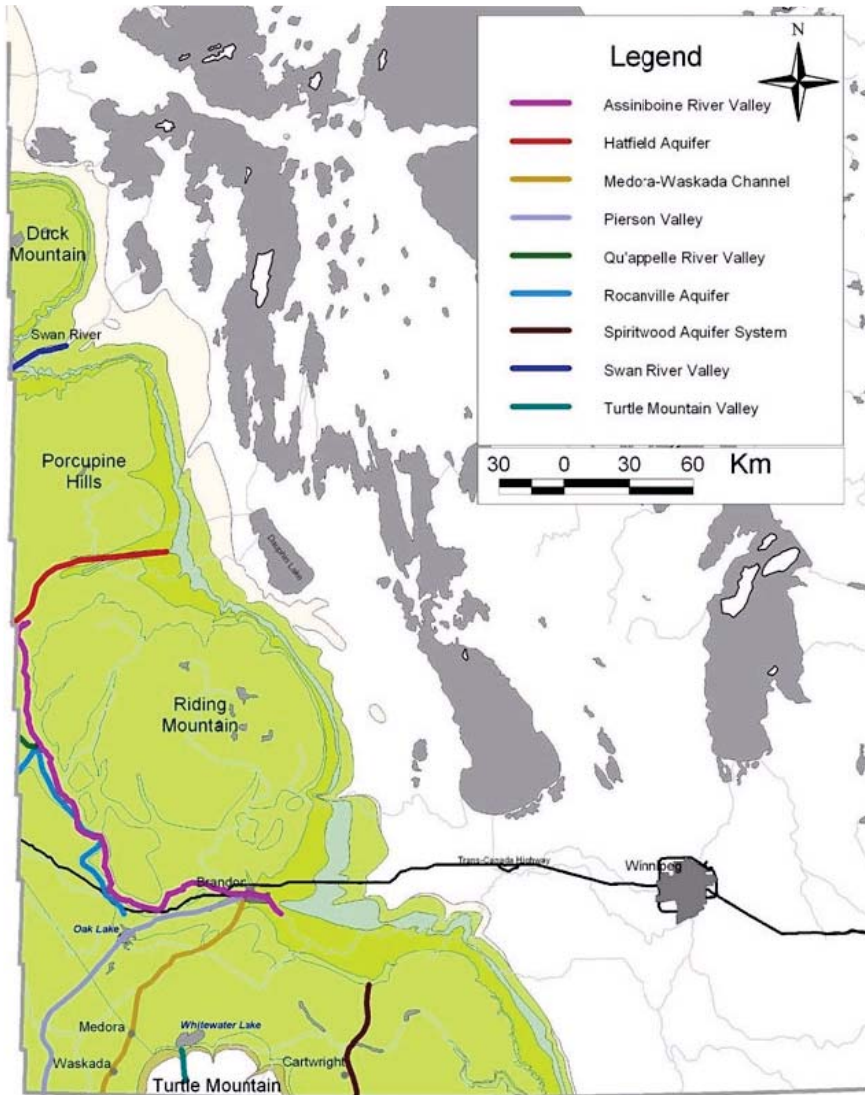 Legend
N
Assiniboine River Valley
Hatfield Aquifer
Medora-Waskada Channel
Pierson Valley
Qu'appelle River Valley
Rocanville Aquifer
Spiritwood Aquifer System
Swan River Valley
Turtle Mountain Valley
30 0 30 60 Km
Duck
Mountain
Swan River
Porcupine
Hills
Dauphin Lake
Riding
Mountain
Trans-Canada Highway
Winnipeg
Brandon
Oak Lake
Medora
Whitewater Lake
Waskada
Cartwright
Turtle Mountain